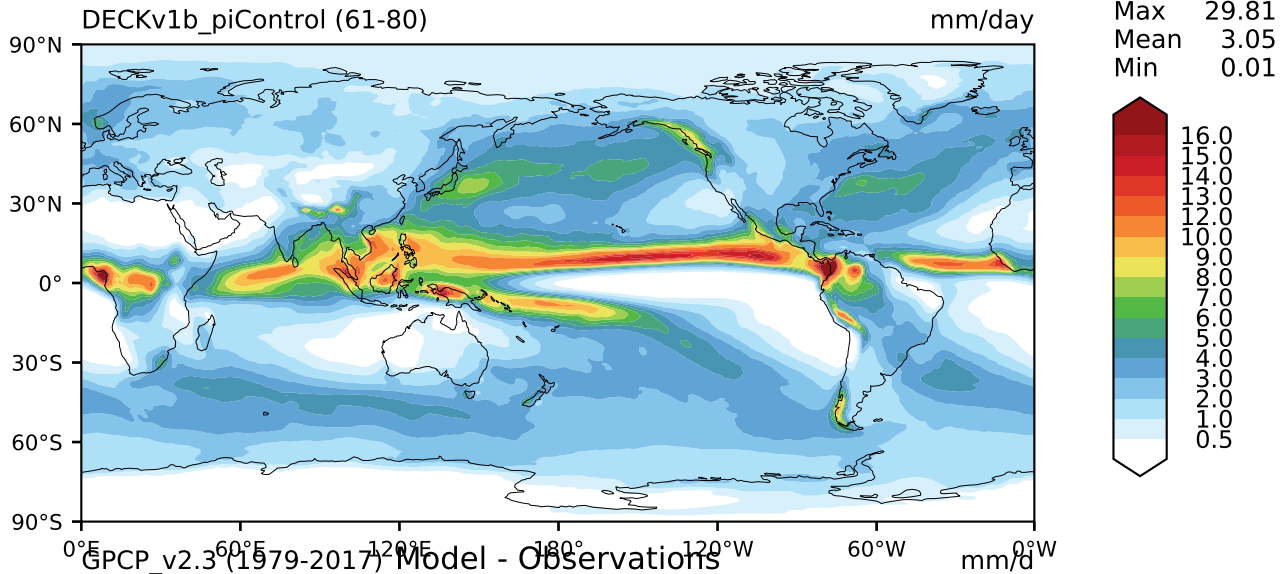 DECKv1b_piControl (61-80) mm/day
Max 29.81
Mean 3.05
Min 0.01
90°N
60°N
30°N
0°
30°S
60°S
90°S
0°E 60°E 120°E 180° 120°W 60°W 0°W
16.0
15.0
14.0
13.0
12.0
10.0
9.0
8.0
7.0
6.0
5.0
4.0
3.0
2.0
1.0
0.5
GPCP_v2.3 (1979-2017) Model - Observations mm/d